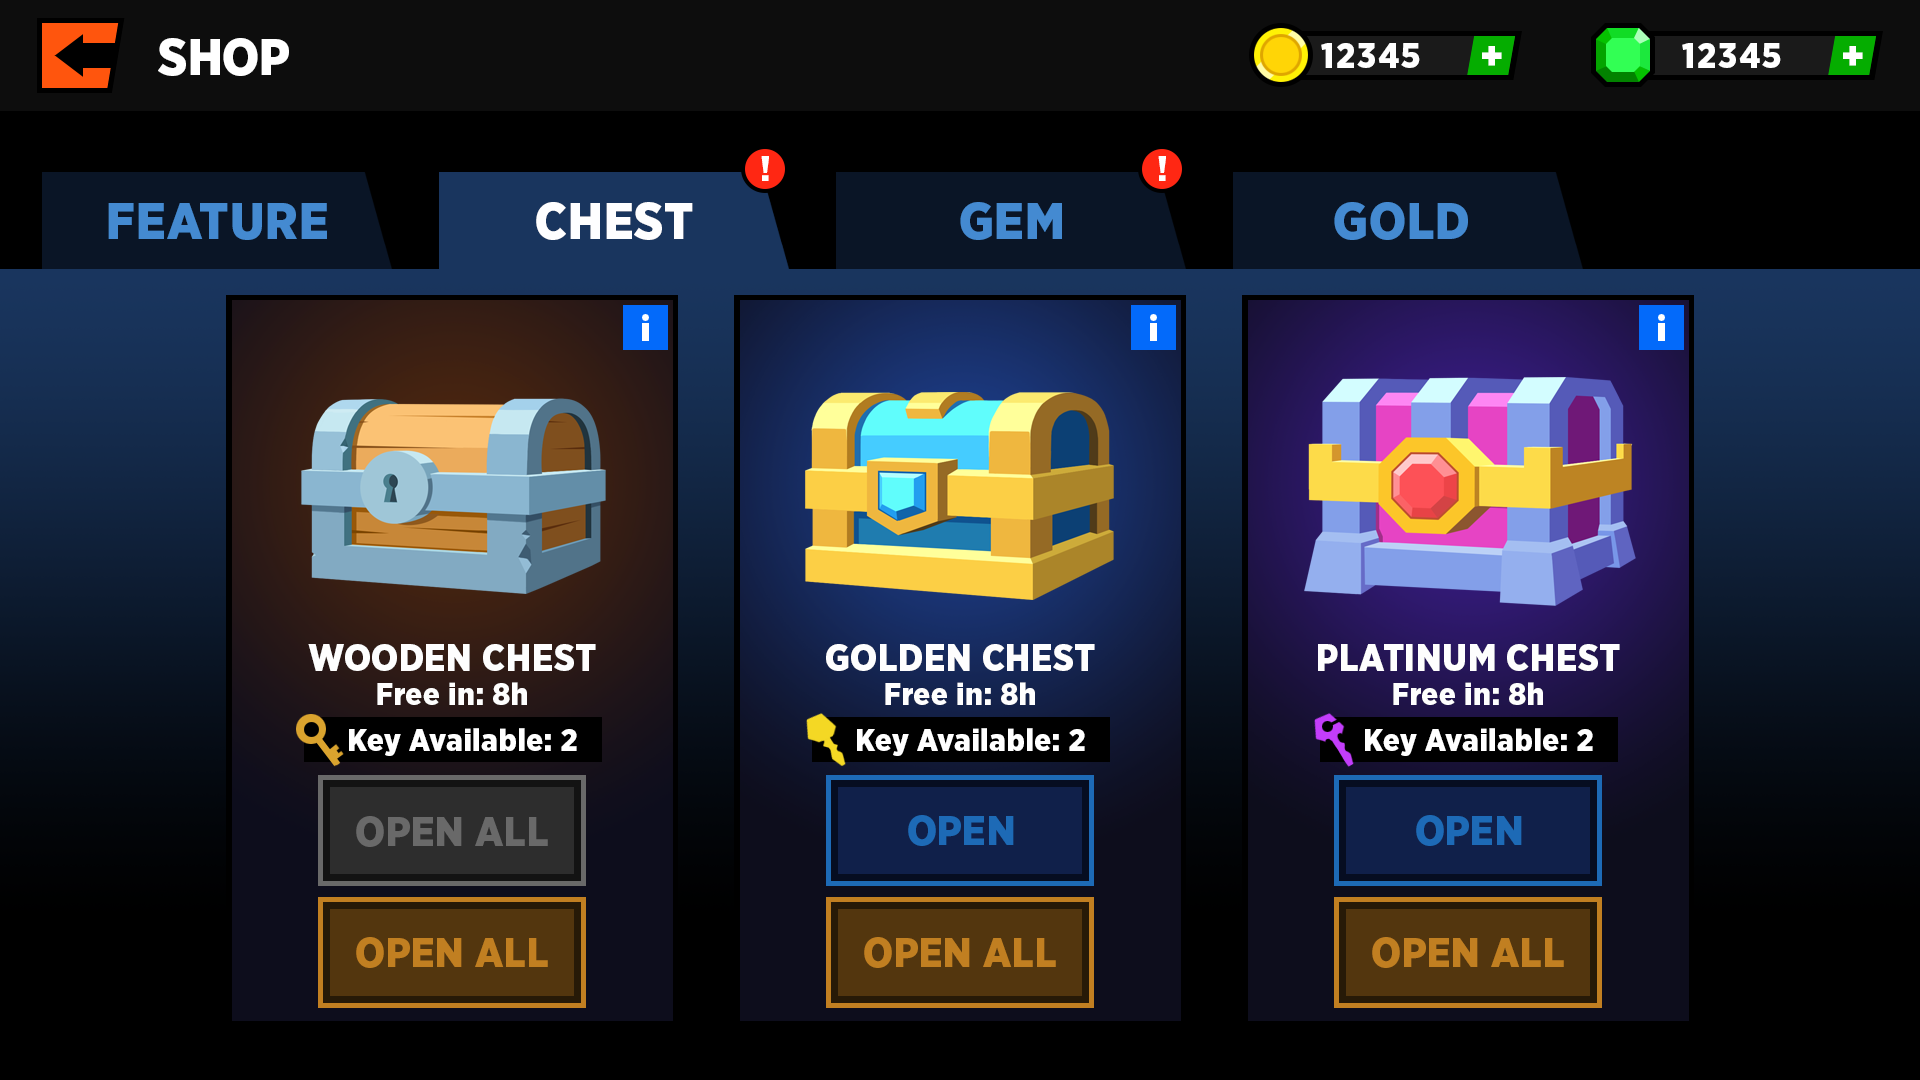 SHOP
12345 +
12345 +
FEATURE
CHEST !
GEM !
GOLD
i
WOODEN CHEST
Free in: 8h
Key Available: 2
OPEN ALL
OPEN ALL
i
GOLDEN CHEST
Free in: 8h
Key Available: 2
OPEN
OPEN ALL
i
PLATINUM CHEST
Free in: 8h
Key Available: 2
OPEN
OPEN ALL